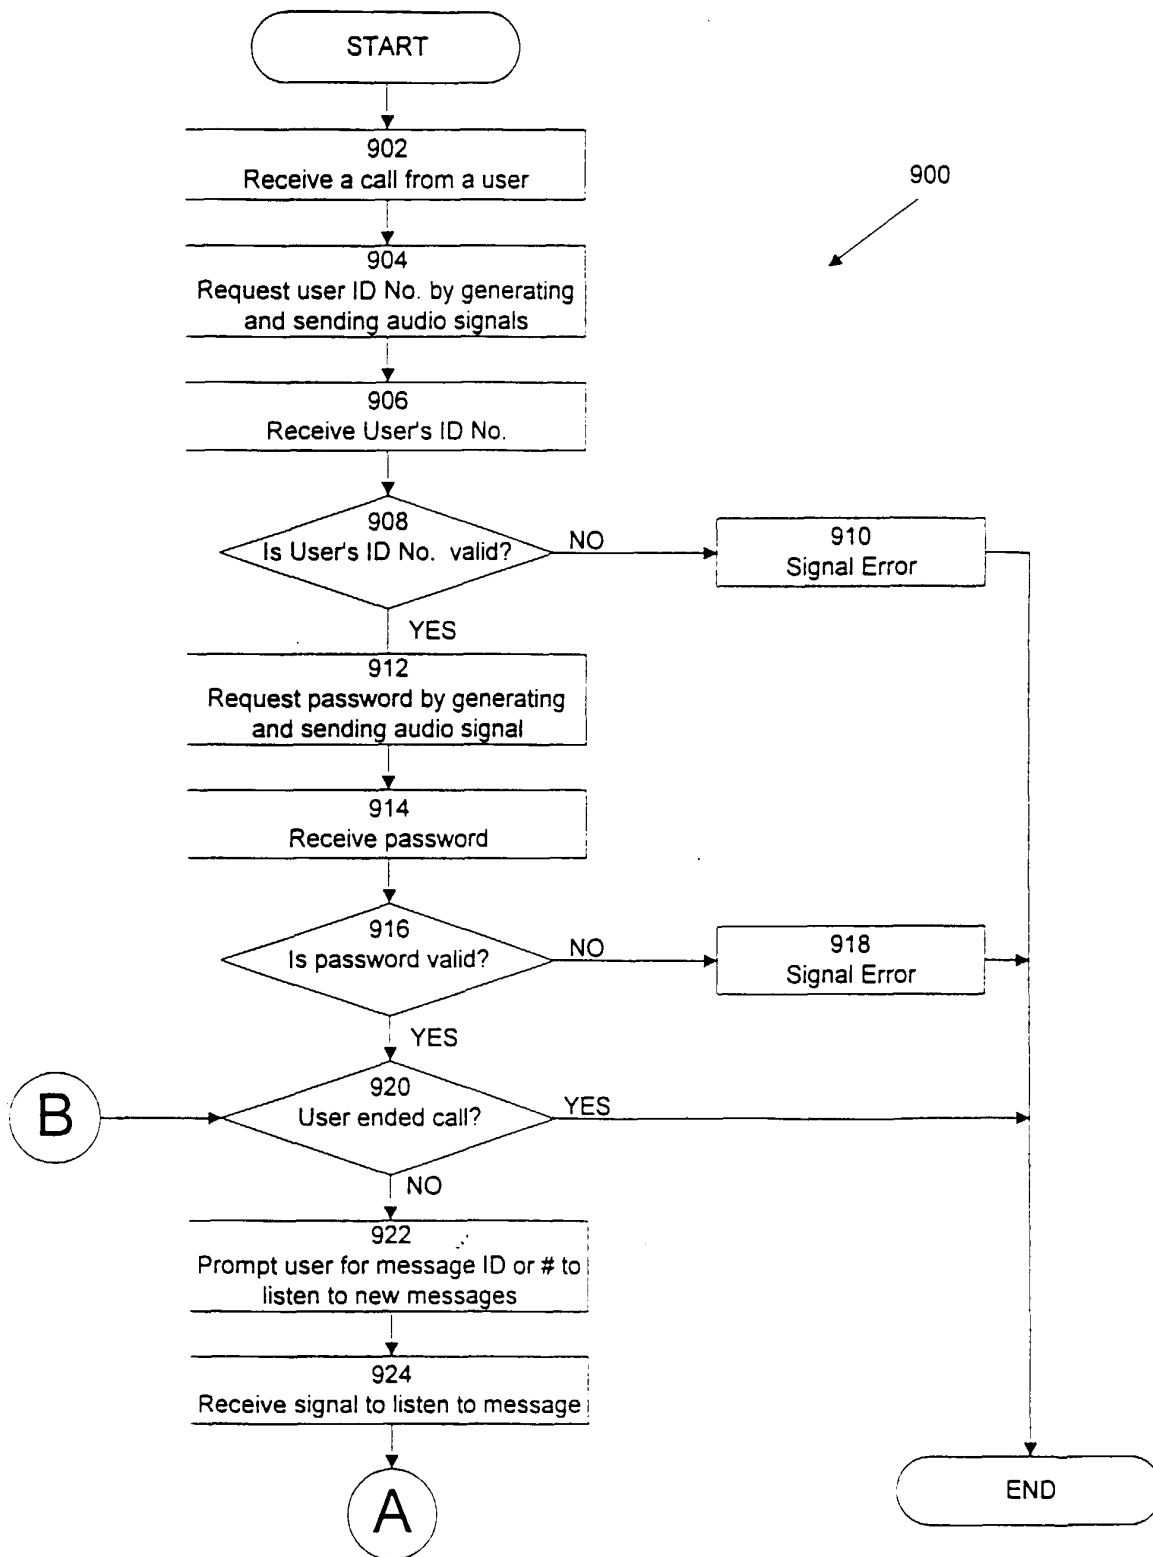 START
902
Receive a call from a user
900
904
Request user ID No. by generating
and sending audio signals
906
Receive User's ID No.
908
Is User's ID No. valid?
NO
910
Signal Error
YES
912
Request password by generating
and sending audio signal
914
Receive password
916
Is password valid?
NO
918
Signal Error
YES
B
920
User ended call?
YES
NO
922
Prompt user for message ID or # to
listen to new messages
924
Receive signal to listen to message
A
END